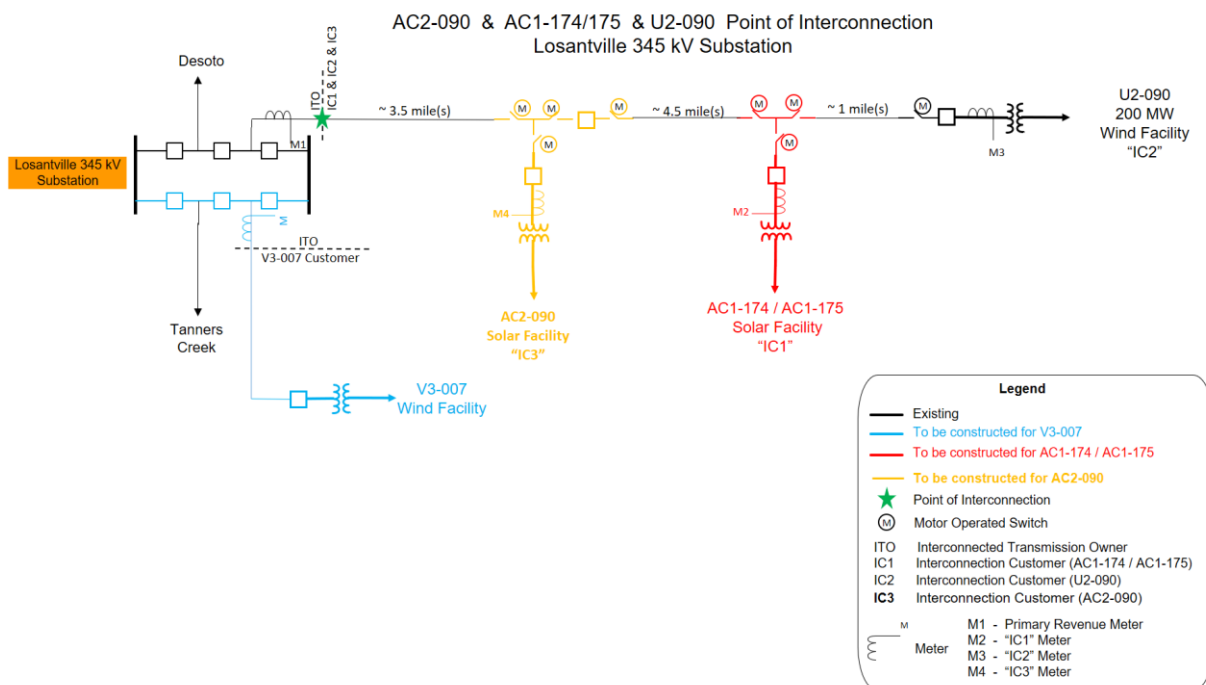 AC2-090 & AC1-174/175 & U2-090 Point of Interconnection
Losantville 345 kV Substation
Desoto
ITO
IC1 & IC2 & IC3
~ 3.5 mile(s)
M
M
M
M
~ 4.5 mile(s)
M
M
M
~ 1 mile(s)
M
U2-090
200 MW
Wind Facility
"IC2"
M1
M3
Losantville 345 kV
Substation
M4
M2
M
ITO
V3-007 Customer
Tanners
Creek
AC2-090
Solar Facility
"IC3"
AC1-174 / AC1-175
Solar Facility
"IC1"
V3-007
Wind Facility
Legend
Existing
To be constructed for V3-007
To be constructed for AC1-174 / AC1-175
To be constructed for AC2-090
Point of Interconnection
M Motor Operated Switch
ITO Interconnected Transmission Owner
IC1 Interconnection Customer (AC1-174 / AC1-175)
IC2 Interconnection Customer (U2-090)
IC3 Interconnection Customer (AC2-090)
M
Meter
M1 - Primary Revenue Meter
M2 - "IC1" Meter
M3 - "IC2" Meter
M4 - "IC3" Meter